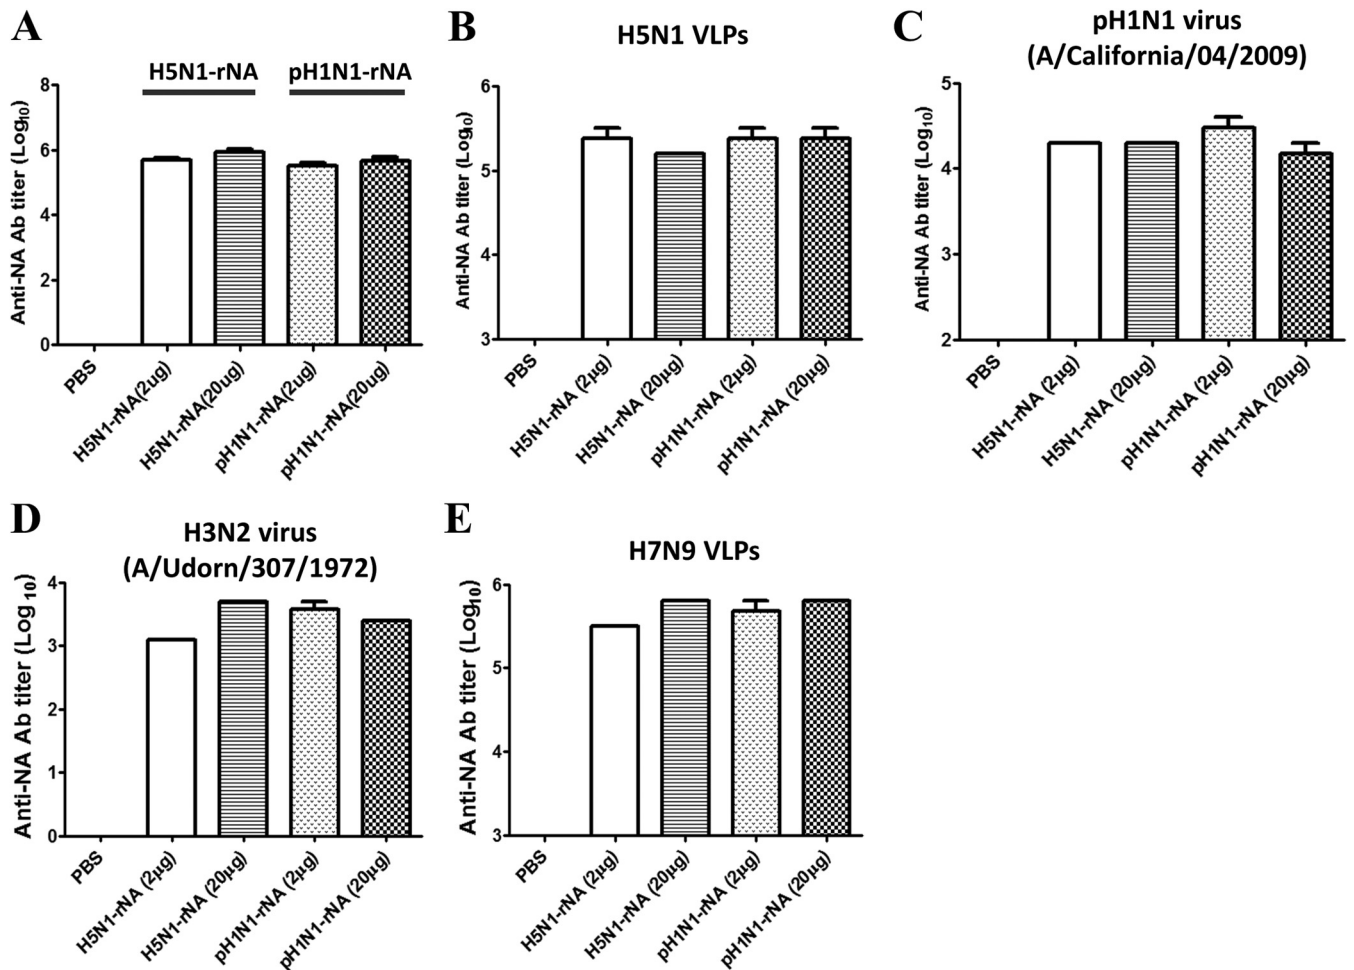 A
H5N1-rNA pH1N1-rNA
Anti-NA Ab titer (Log10)
8
6
4
2
0
PBS
H5N1-rNA(2ug)
H5N1-rNA(20ug)
pH1N1-rNA(2ug)
pH1N1-rNA(20ug)
B
H5N1 VLPs
Anti-NA Ab titer (Log10)
6
5
4
3
PBS
H5N1-rNA (2µg)
H5N1-rNA (20µg)
pH1N1-rNA (2µg)
pH1N1-rNA (20µg)
C
pH1N1 virus
(A/California/04/2009)
Anti-NA Ab titer (Log10)
5
4
3
2
PBS
H5N1-rNA (2µg)
H5N1-rNA (20µg)
pH1N1-rNA (2µg)
pH1N1-rNA (20µg)
D
H3N2 virus
(A/Udorn/307/1972)
Anti-NA Ab titer (Log10)
4
3
2
1
0
PBS
H5N1-rNA (2µg)
H5N1-rNA (20µg)
pH1N1-rNA (2µg)
pH1N1-rNA (20µg)
E
H7N9 VLPs
Anti-NA Ab titer (Log10)
6
5
4
3
PBS
H5N1-rNA (2µg)
H5N1-rNA (20µg)
pH1N1-rNA (2µg)
pH1N1-rNA (20µg)